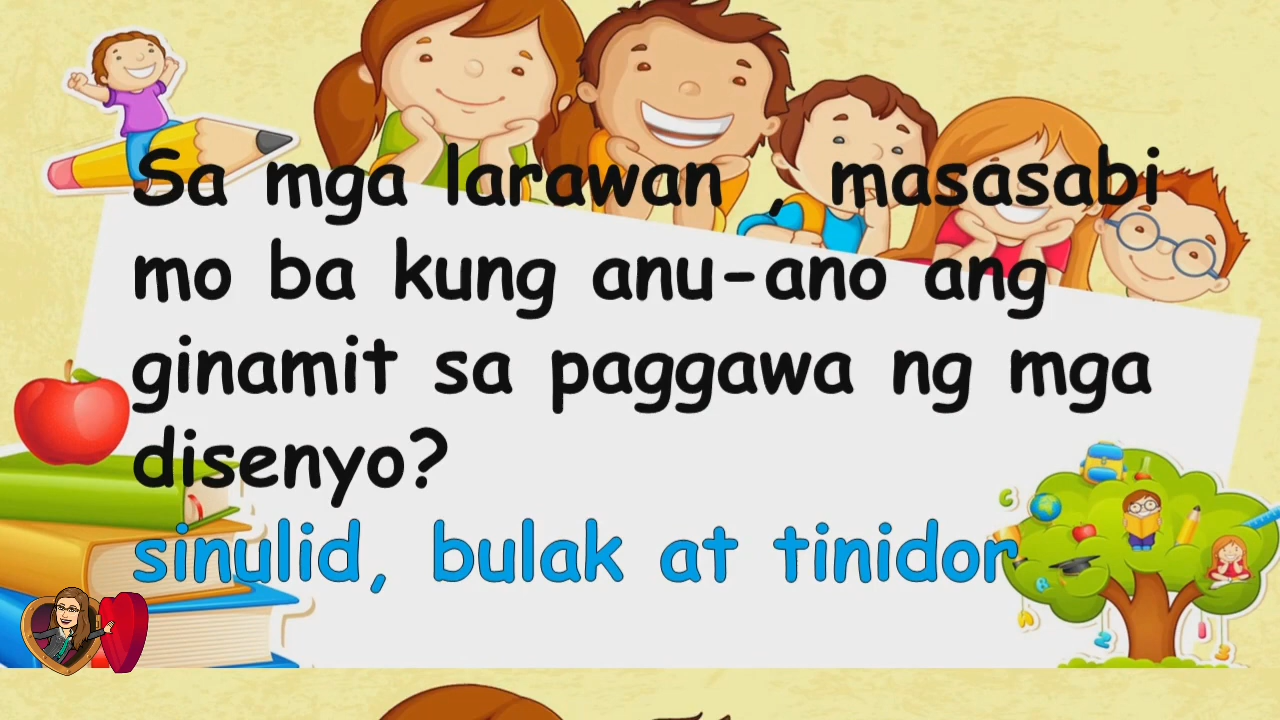 Sa mga larawan , masasabi
mo ba kung anu-ano ang
ginamit sa paggawa ng mga
disenyo?
sinulid, bulak at tinidor